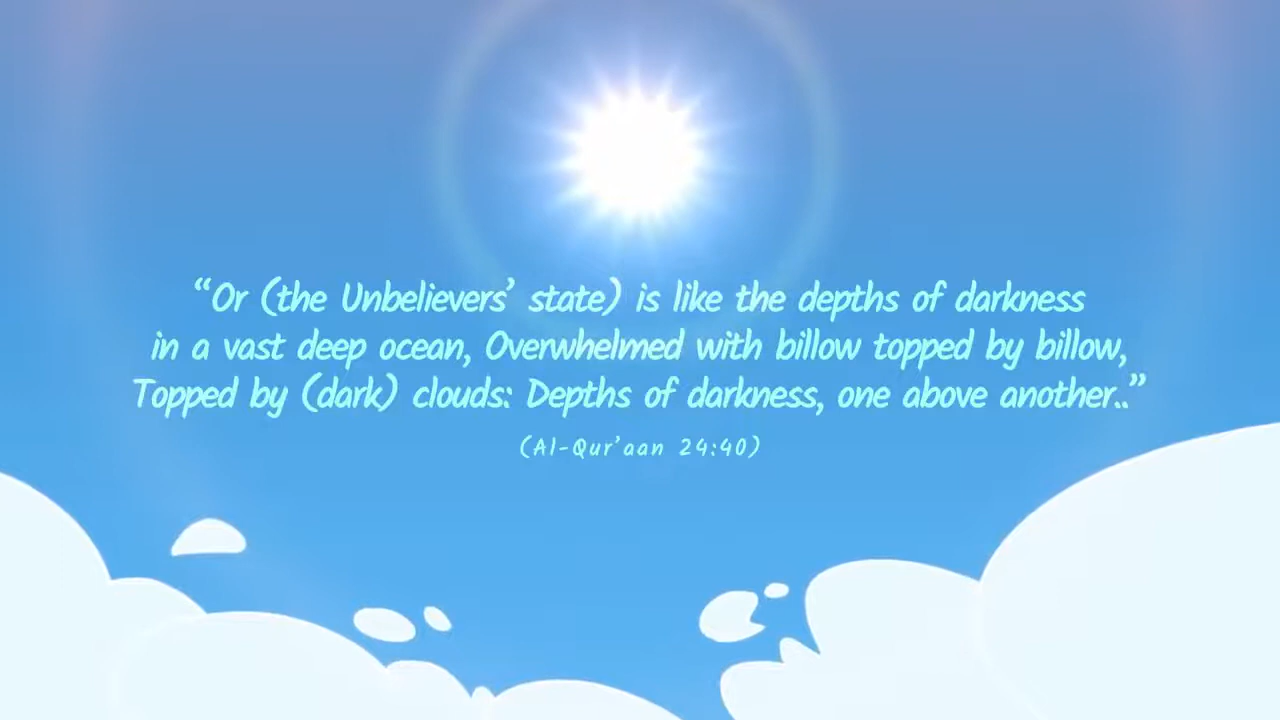 “Or (the Unbelievers’ state) is like the depths of darkness
in a vast deep ocean, Overwhelmed with billow topped by billow,
Topped by (dark) clouds: Depths of darkness, one above another..”
(Al-Qur’aan 24:40)